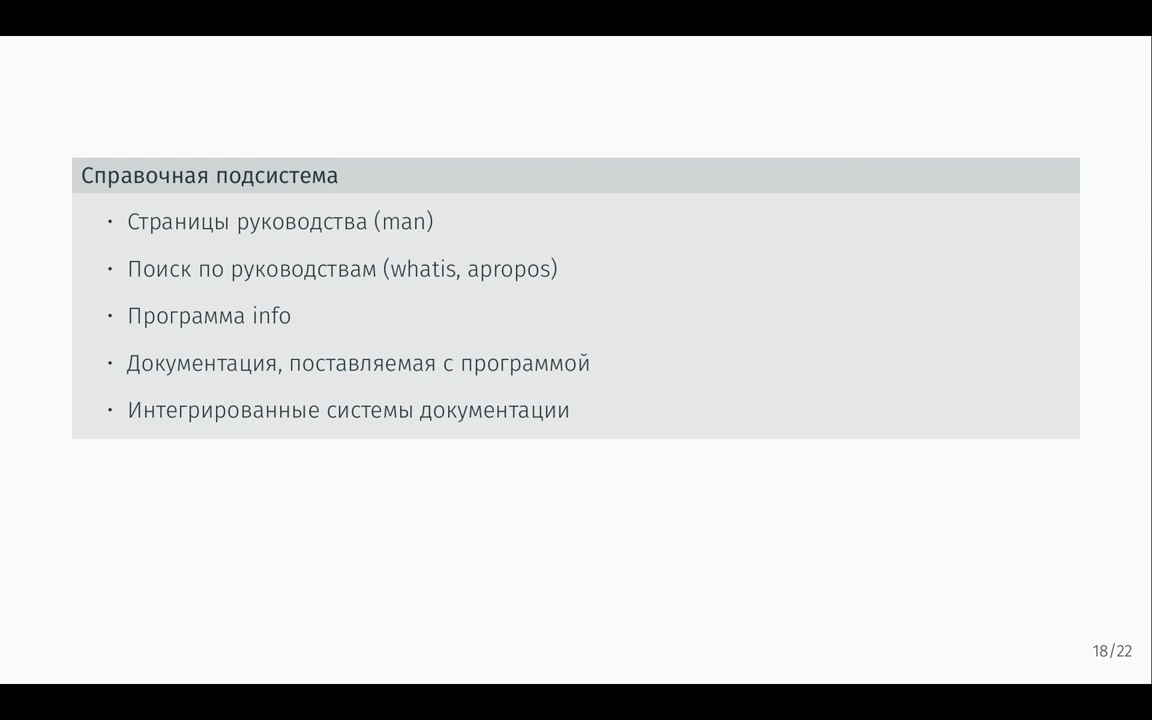 Справочная подсистема
• Страницы руководства (man)
• Поиск по руководствам (whatis, apropos)
• Программа info
• Документация, поставляемая с программой
• Интегрированные системы документации
18/22